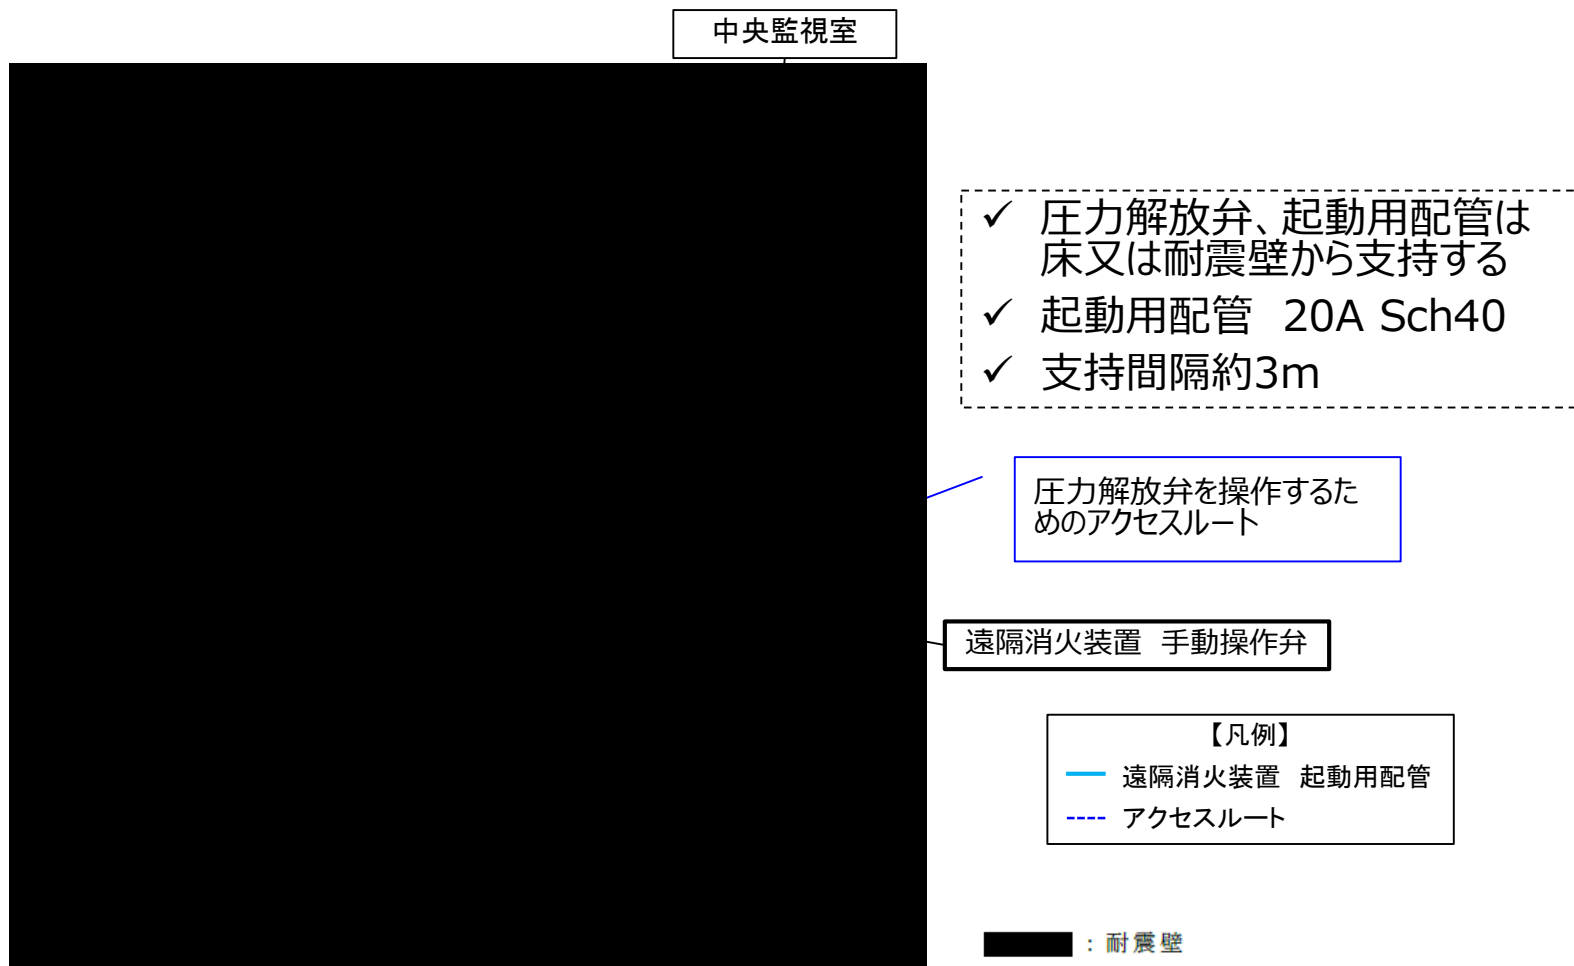 中央監視室
✓ 圧力解放弁、起動用配管は
床又は耐震壁から支持する
✓ 起動用配管　20A Sch40
✓ 支持間隔約3m
圧力解放弁を操作するた
めのアクセスルート
遠隔消火装置　手動操作弁
【凡例】
遠隔消火装置　起動用配管
アクセスルート
：耐震壁